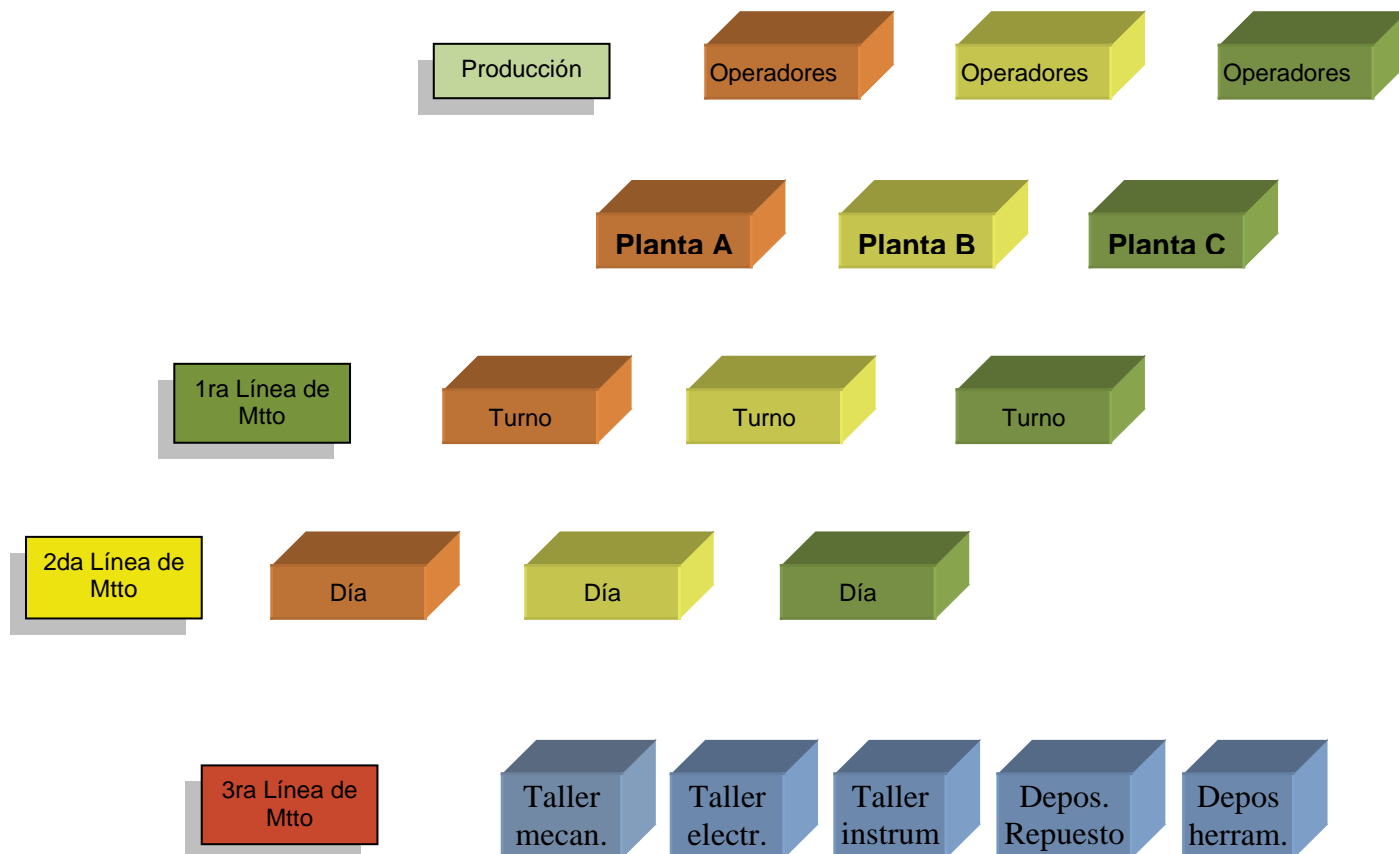 Producción
Operadores
Operadores
Operadores
Planta A
Planta B
Planta C
1ra Línea de
Mtto
Turno
Turno
Turno
2da Línea de
Mtto
Día
Día
Día
3ra Línea de
Mtto
Taller
mecan.
Taller
electr.
Taller
instrum
Depos.
Repuesto
Depos
herram.